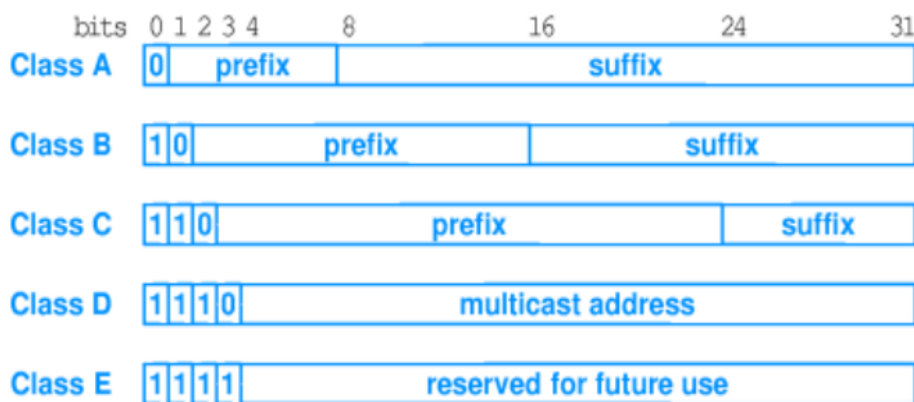 bits 0 1 2 3 4 8 16 24 31
Class A 0 prefix suffix
Class B 1 0 prefix suffix
Class C 1 1 0 prefix suffix
Class D 1 1 1 0 multicast address
Class E 1 1 1 1 reserved for future use